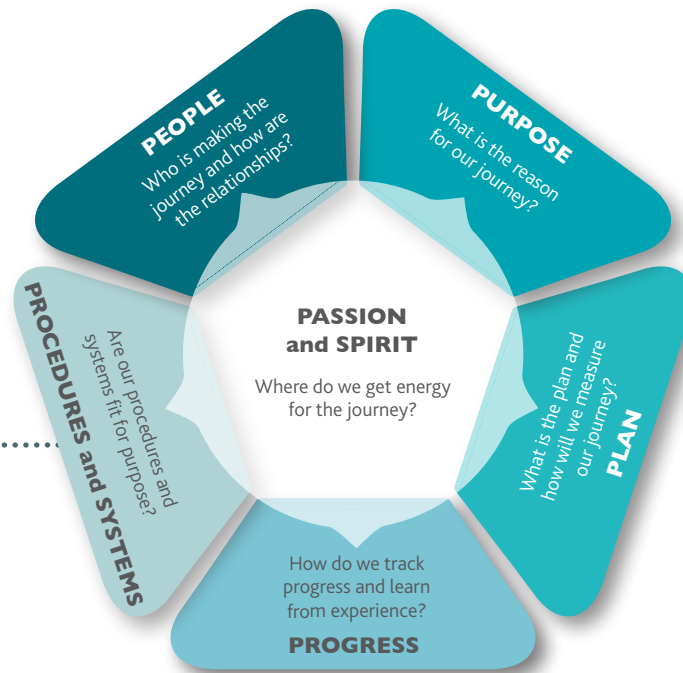 PEOPLE
Who is making the
journey and how are
the relationships?
PURPOSE
What is the reason
for our journey?
PASSION
and SPIRIT
Where do we get energy
for the journey?
PROCEDURES and SYSTEMS
Are our procedures and
systems fit for purpose?
What is the plan and
how will we measure
our journey?
PLAN
How do we track
progress and learn
from experience?
PROGRESS